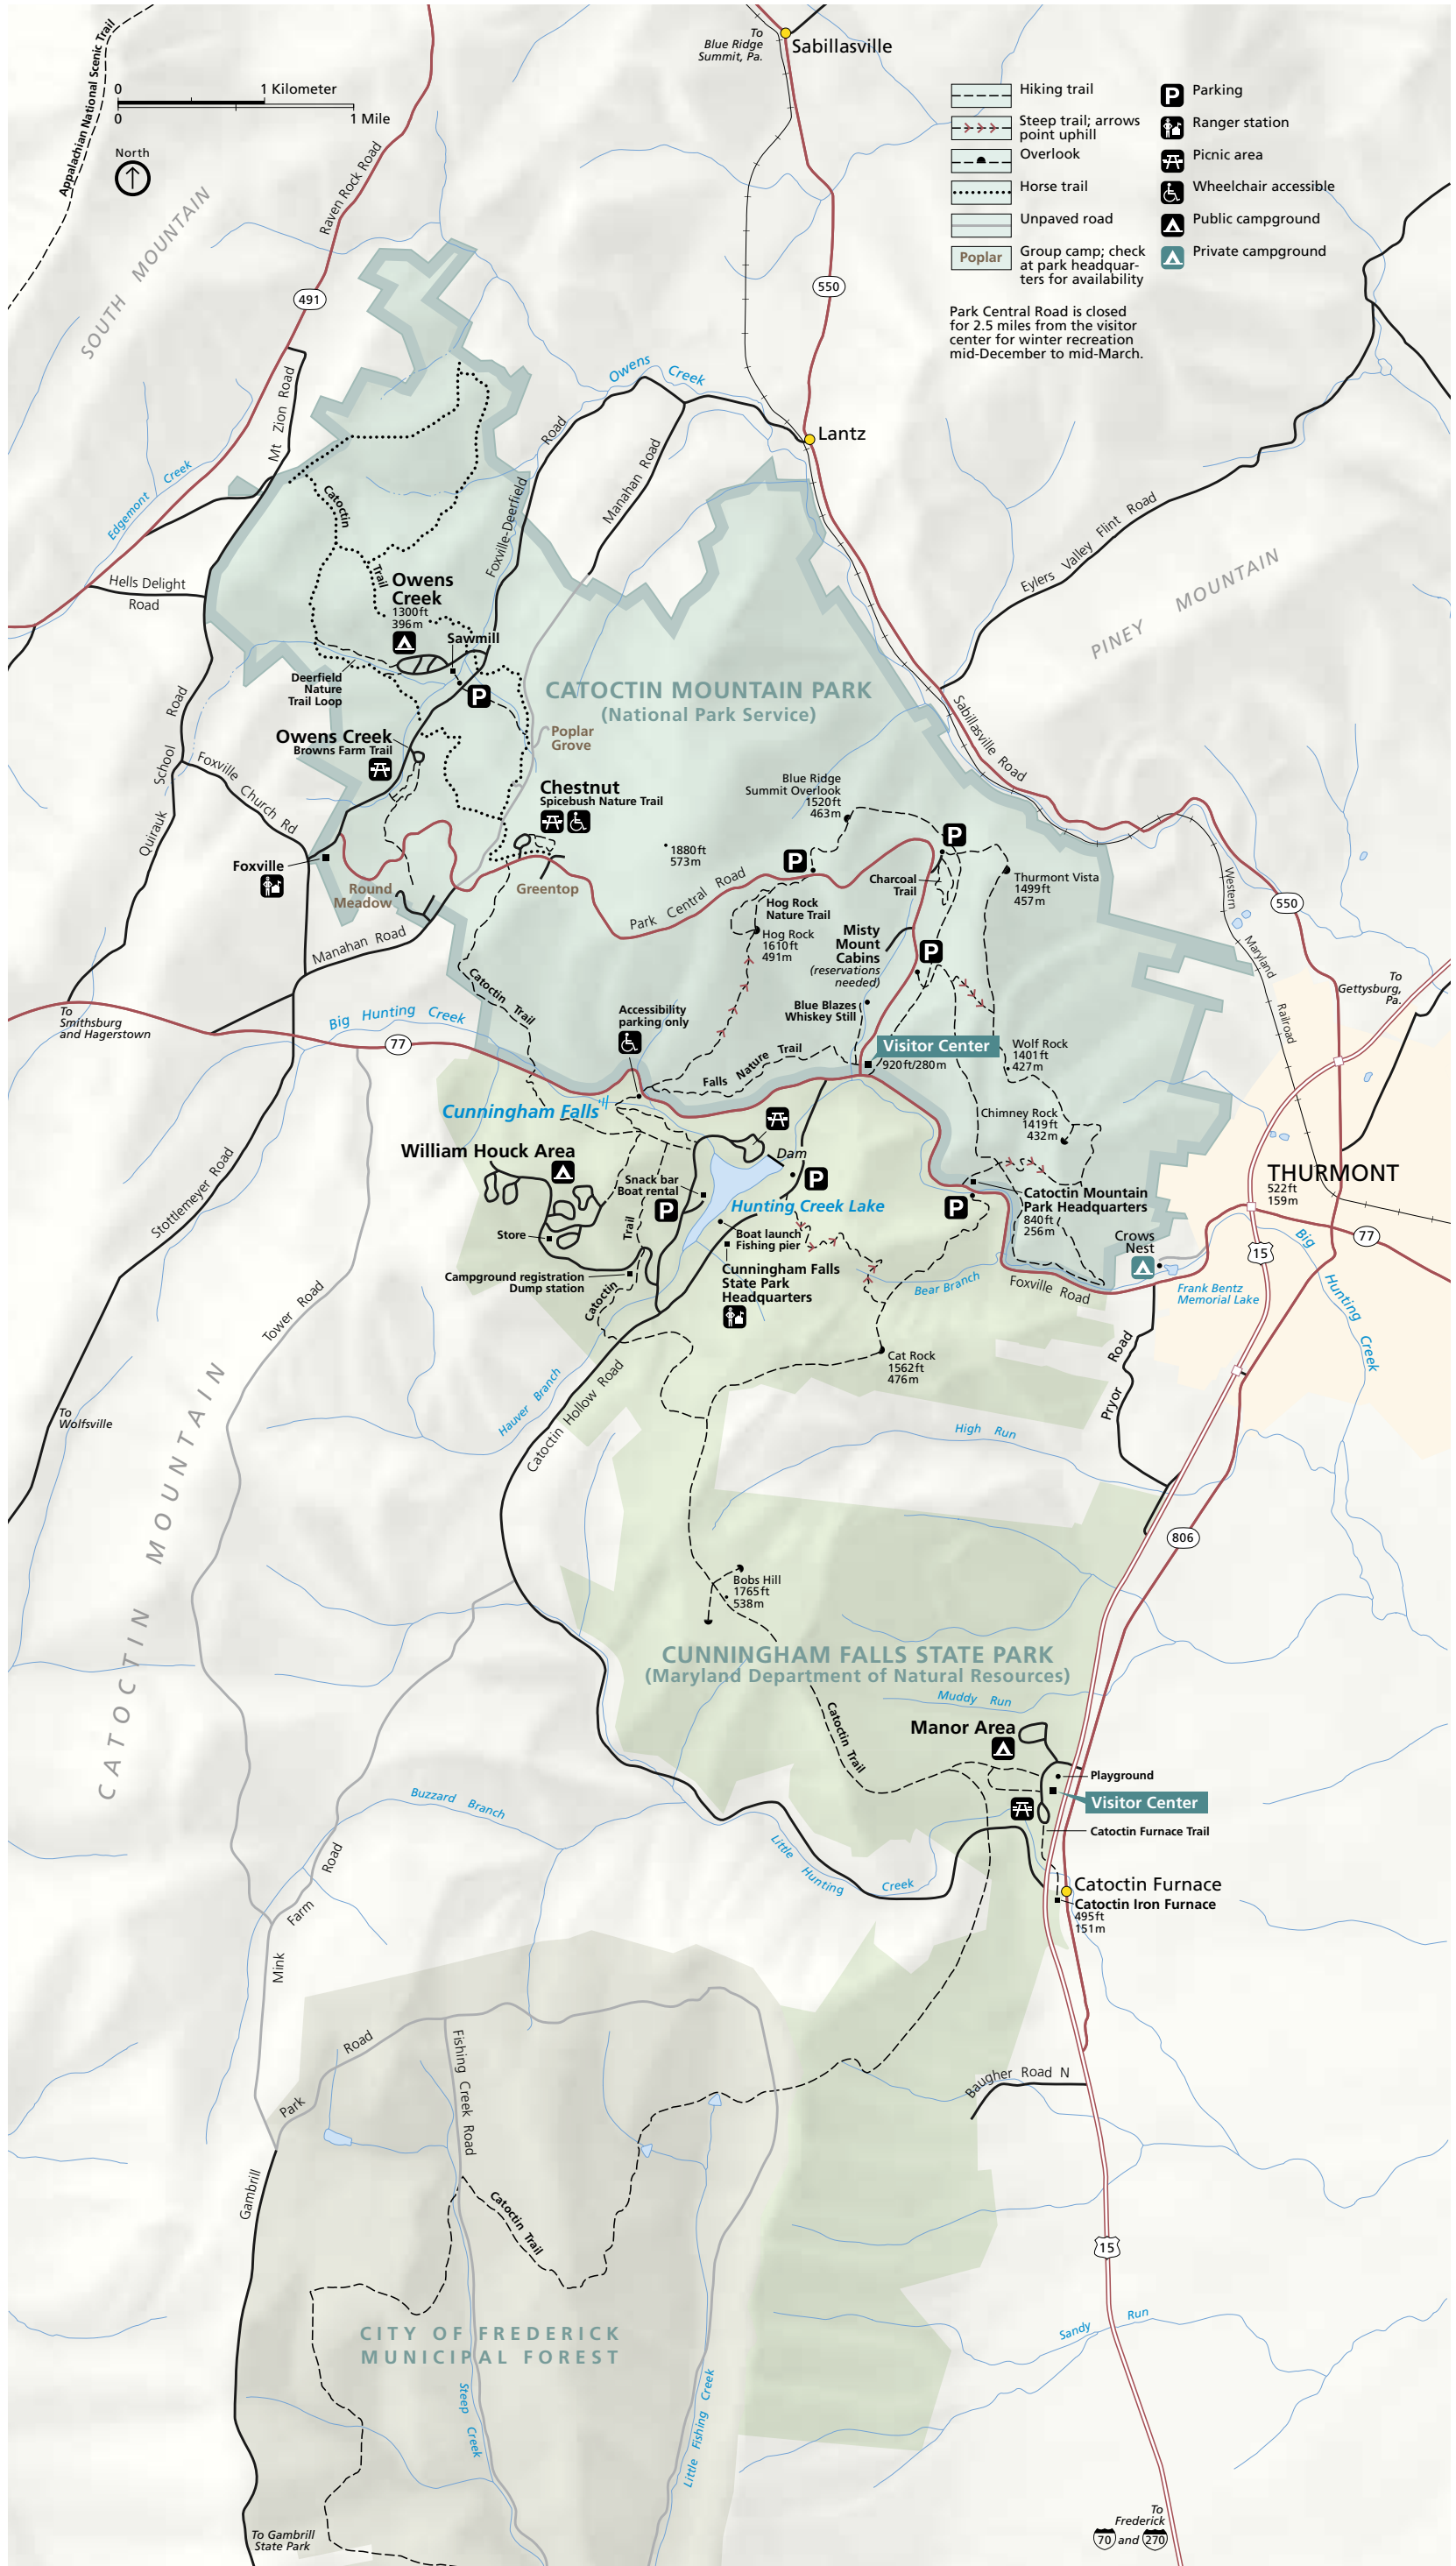 To
Blue Ridge
Summit, Pa.
Sabillasville
Appalachian National Scenic Trail
0
1 Kilometer
0
1 Mile
North
Hiking trail
Steep trail; arrows
point uphill
Overlook
Horse trail
Unpaved road
Poplar
Group camp; check
at park headquar-
ters for availability
P
Parking
Ranger station
Picnic area
Wheelchair accessible
Public campground
Private campground
Park Central Road is closed
for 2.5 miles from the visitor
center for winter recreation
mid-December to mid-March.
SOUTH MOUNTAIN
Raven Rock Road
491
550
Mt Zion Road
Owens Creek
Lantz
Edgemont Creek
Catoctin
Trail
Foxville-Deerfield
Road
Manahan Road
Eylers Valley Flint Road
PINEY MOUNTAIN
Hells Delight
Road
Owens
Creek
1300ft
396m
Sawmill
P
Deerfield
Nature
Trail Loop
CATOCTIN MOUNTAIN PARK
(National Park Service)
Sabillasville Road
Quirauk School Road
Foxville Church Rd
Owens Creek
Browns Farm Trail
Poplar
Grove
Chestnut
Spicebush Nature Trail
Blue Ridge
Summit Overlook
1520ft
463m
1880ft
573m
P
P
Foxville
Round
Meadow
Greentop
Park Central Road
Charcoal
Trail
Thurmont Vista
1499ft
457m
Hog Rock
Nature Trail
Hog Rock
1610ft
491m
Misty
Mount
Cabins
(reservations
needed)
P
Western Maryland Railroad
550
To
Gettysburg,
Pa.
Manahan Road
Catoctin Trail
To
Smithsburg
and Hagerstown
Big Hunting Creek
77
Accessibility
parking only
Blue Blazes
Whiskey Still
Visitor Center
920ft/280m
Wolf Rock
1401ft
427m
Falls Nature Trail
Cunningham Falls
Chimney Rock
1419ft
432m
William Houck Area
Dam
P
THURMONT
522ft
159m
Snack bar
Boat rental
P
Hunting Creek Lake
Catoctin Mountain
Park Headquarters
840ft
256m
P
Stottlemeyer Road
Store
Trail
Boat launch
Fishing pier
Crows
Nest
15
77
Campground registration
Dump station
Catoctin
Cunningham Falls
State Park
Headquarters
Bear Branch
Foxville Road
Frank Bentz
Memorial Lake
Big Hunting Creek
Tower Road
Cat Rock
1562ft
476m
Pryor Road
Hauver Branch
Catoctin Hollow Road
To
Wolfsville
High Run
CATOCTIN MOUNTAIN
806
Bobs Hill
1765ft
538m
CUNNINGHAM FALLS STATE PARK
(Maryland Department of Natural Resources)
Muddy Run
Catoctin Trail
Manor Area
Playground
Visitor Center
Catoctin Furnace Trail
Buzzard Branch
Little Hunting Creek
Catoctin Furnace
Catoctin Iron Furnace
495ft
151m
Mink Farm Road
Park Road
Fishing Creek Road
Baugher Road N
Gambrill
Catoctin Trail
15
Sandy Run
CITY OF FREDERICK
MUNICIPAL FOREST
Steep Creek
Little Fishing Creek
To Gambrill
State Park
To
Frederick
70 and 270